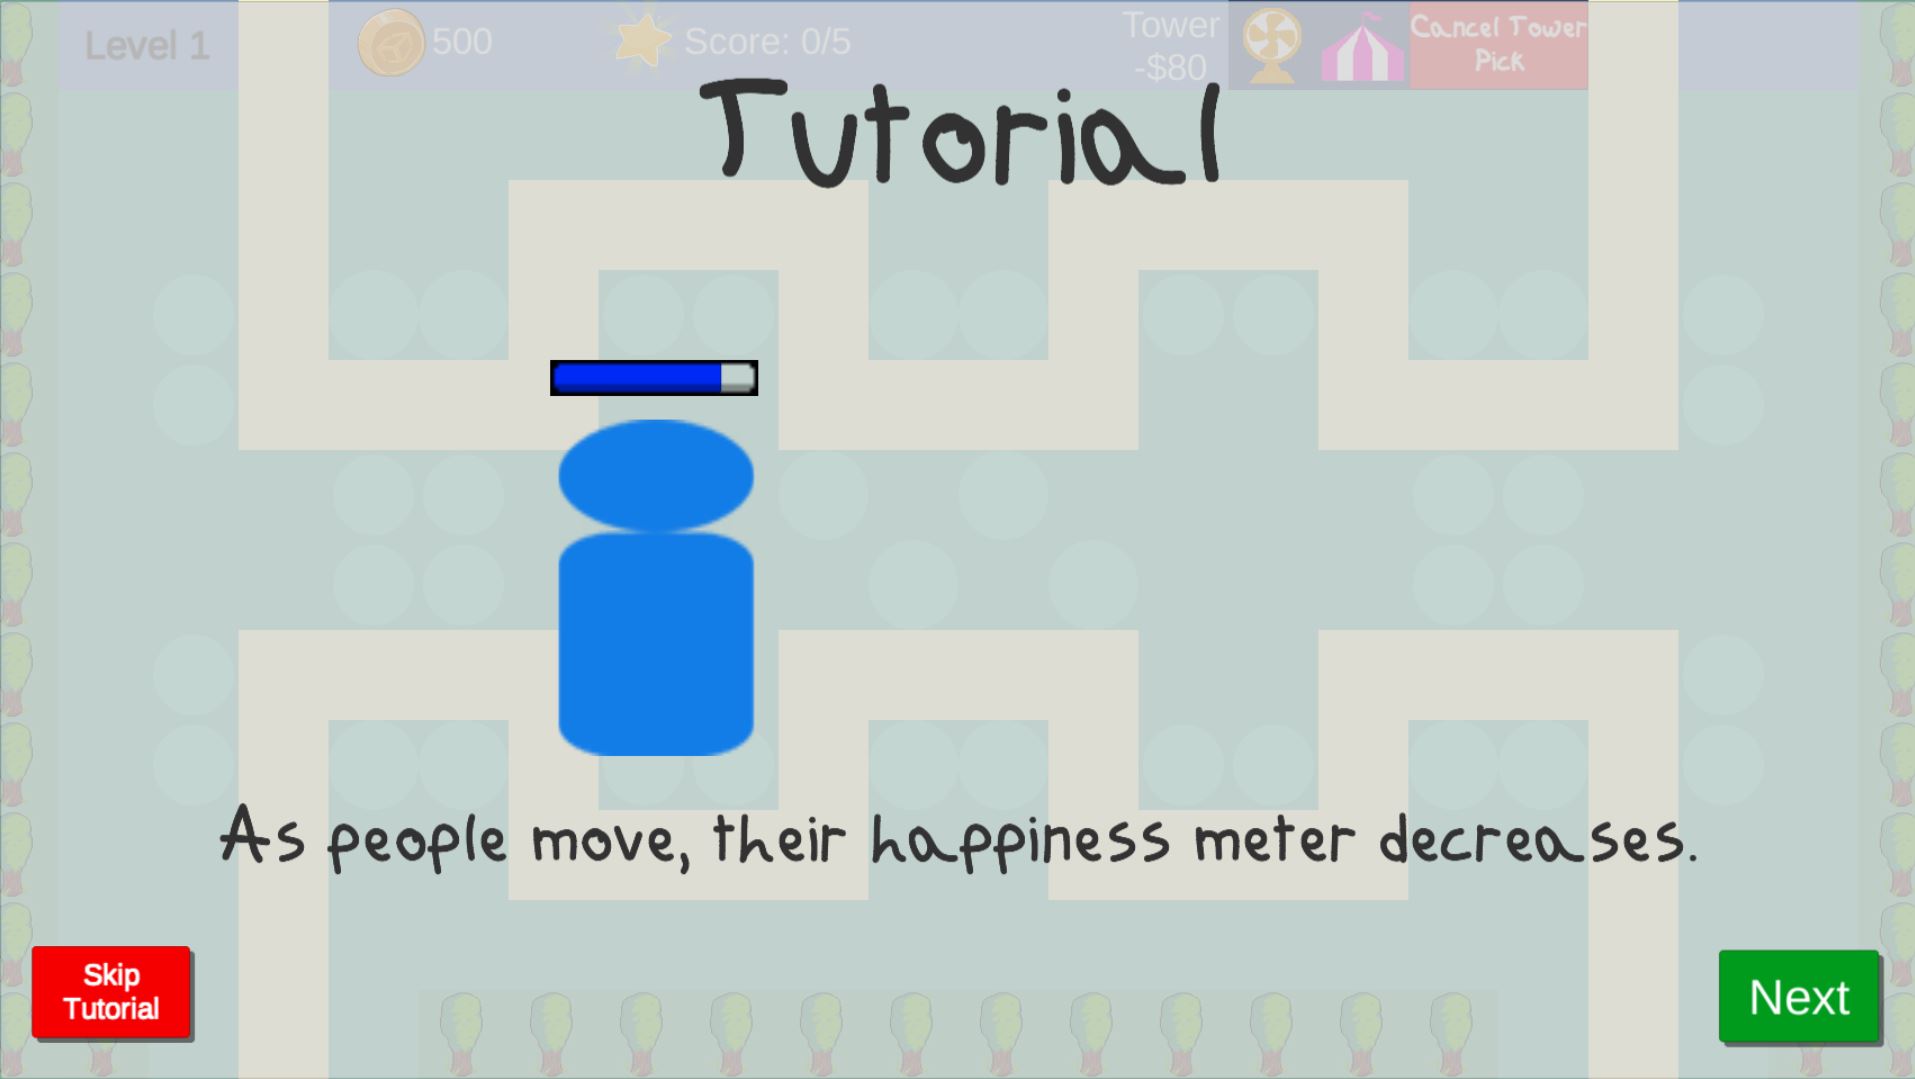 Level 1
500
Score: 0/5
Tower
-$80
Cancel Tower
Pick
Tutorial
As people move, their happiness meter decreases.
Skip
Tutorial
Next